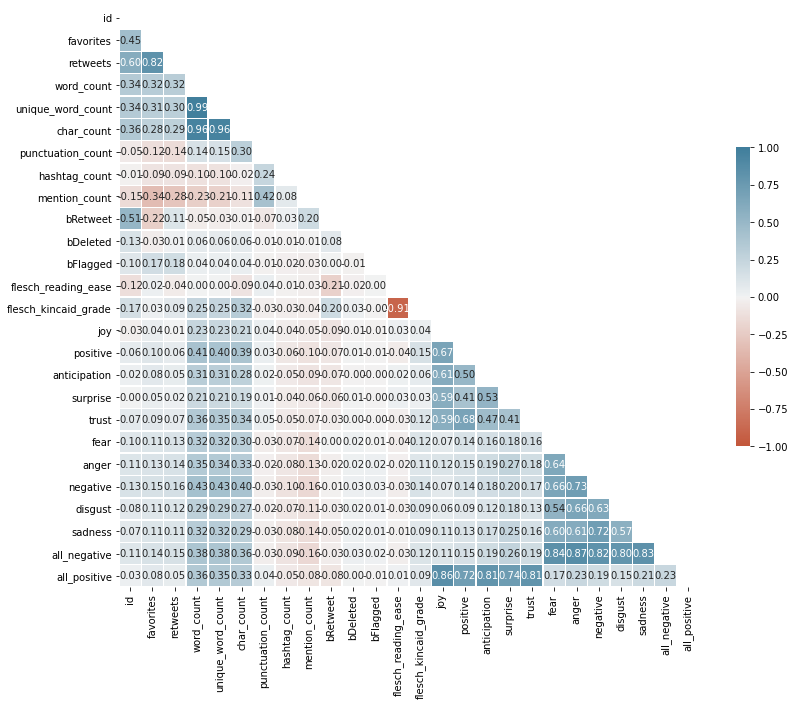 id
favorites 0.45
retweets 0.60 0.82
word_count 0.34 0.32 0.32
unique_word_count 0.34 0.31 0.30 0.99
char_count 0.36 0.28 0.29 0.96 0.96
punctuation_count -0.05 -0.12 -0.14 0.14 0.15 0.30
hashtag_count -0.01 -0.09 -0.09 -0.10 -0.10 -0.02 0.24
mention_count -0.15 -0.34 -0.28 -0.23 -0.21 -0.11 0.42 0.08
bRetweet 0.51 -0.22 0.11 -0.05 -0.03 -0.01 -0.07 0.03 0.20
bDeleted 0.13 -0.03 -0.01 0.06 0.06 0.06 -0.01 -0.01 -0.01 0.08
bFlagged 0.10 0.17 0.18 0.04 0.04 0.04 -0.01 -0.02 -0.03 0.00 -0.01
flesch_reading_ease -0.12 0.02 -0.04 0.00 0.00 -0.09 0.04 -0.01 -0.03 -0.21 -0.02 0.00
flesch_kincaid_grade 0.17 0.03 0.09 0.25 0.25 0.32 -0.03 -0.03 -0.04 0.20 0.03 -0.00 -0.91
joy -0.03 0.04 0.01 0.23 0.23 0.21 0.04 -0.04 -0.05 -0.09 -0.01 -0.01 0.03 0.04
positive 0.06 0.10 0.06 0.41 0.40 0.39 0.03 -0.06 -0.10 -0.07 0.01 -0.01 -0.04 0.15 0.67
anticipation 0.02 0.08 0.05 0.31 0.31 0.28 0.02 -0.05 -0.09 -0.07 -0.00 -0.00 0.02 0.06 0.61 0.50
surprise 0.00 0.05 0.02 0.21 0.21 0.19 0.01 -0.04 -0.06 -0.06 0.01 -0.00 0.03 0.03 0.59 0.41 0.53
trust 0.07 0.09 0.07 0.36 0.35 0.34 0.05 -0.05 -0.07 -0.03 0.00 -0.00 -0.03 0.12 0.59 0.68 0.47 0.41
fear 0.10 0.11 0.13 0.32 0.32 0.30 -0.03 -0.07 -0.14 0.00 0.02 0.01 -0.04 0.12 0.07 0.14 0.16 0.18 0.16
anger 0.11 0.13 0.14 0.35 0.34 0.33 -0.02 -0.08 -0.13 -0.02 0.02 0.02 -0.02 0.11 0.12 0.15 0.19 0.27 0.18 0.64
negative 0.13 0.15 0.16 0.43 0.43 0.40 -0.03 -0.10 -0.16 -0.03 0.03 0.03 -0.03 0.14 0.07 0.14 0.18 0.20 0.17 0.66 0.73
disgust 0.08 0.11 0.12 0.29 0.29 0.27 -0.02 -0.07 -0.11 -0.03 0.02 0.01 -0.03 0.09 0.06 0.09 0.12 0.18 0.13 0.54 0.66 0.63
sadness 0.07 0.11 0.11 0.32 0.32 0.29 -0.03 -0.08 -0.14 -0.05 0.02 0.01 -0.01 0.09 0.11 0.13 0.17 0.25 0.16 0.60 0.61 0.72 0.57
all_negative 0.11 0.14 0.15 0.38 0.38 0.36 -0.03 -0.09 -0.16 -0.03 0.03 0.02 -0.03 0.12 0.11 0.15 0.19 0.26 0.19 0.84 0.87 0.82 0.80 0.83
all_positive 0.03 0.08 0.05 0.36 0.35 0.33 0.04 -0.05 -0.08 -0.08 0.00 -0.01 0.01 0.09 0.86 0.72 0.81 0.74 0.81 0.17 0.23 0.19 0.15 0.21 0.23
id
favorites
retweets
word_count
unique_word_count
char_count
punctuation_count
hashtag_count
mention_count
bRetweet
bDeleted
bFlagged
flesch_reading_ease
flesch_kincaid_grade
joy
positive
anticipation
surprise
trust
fear
anger
negative
disgust
sadness
all_negative
all_positive
1.00
0.75
0.50
0.25
0.00
−0.25
−0.50
−0.75
−1.00